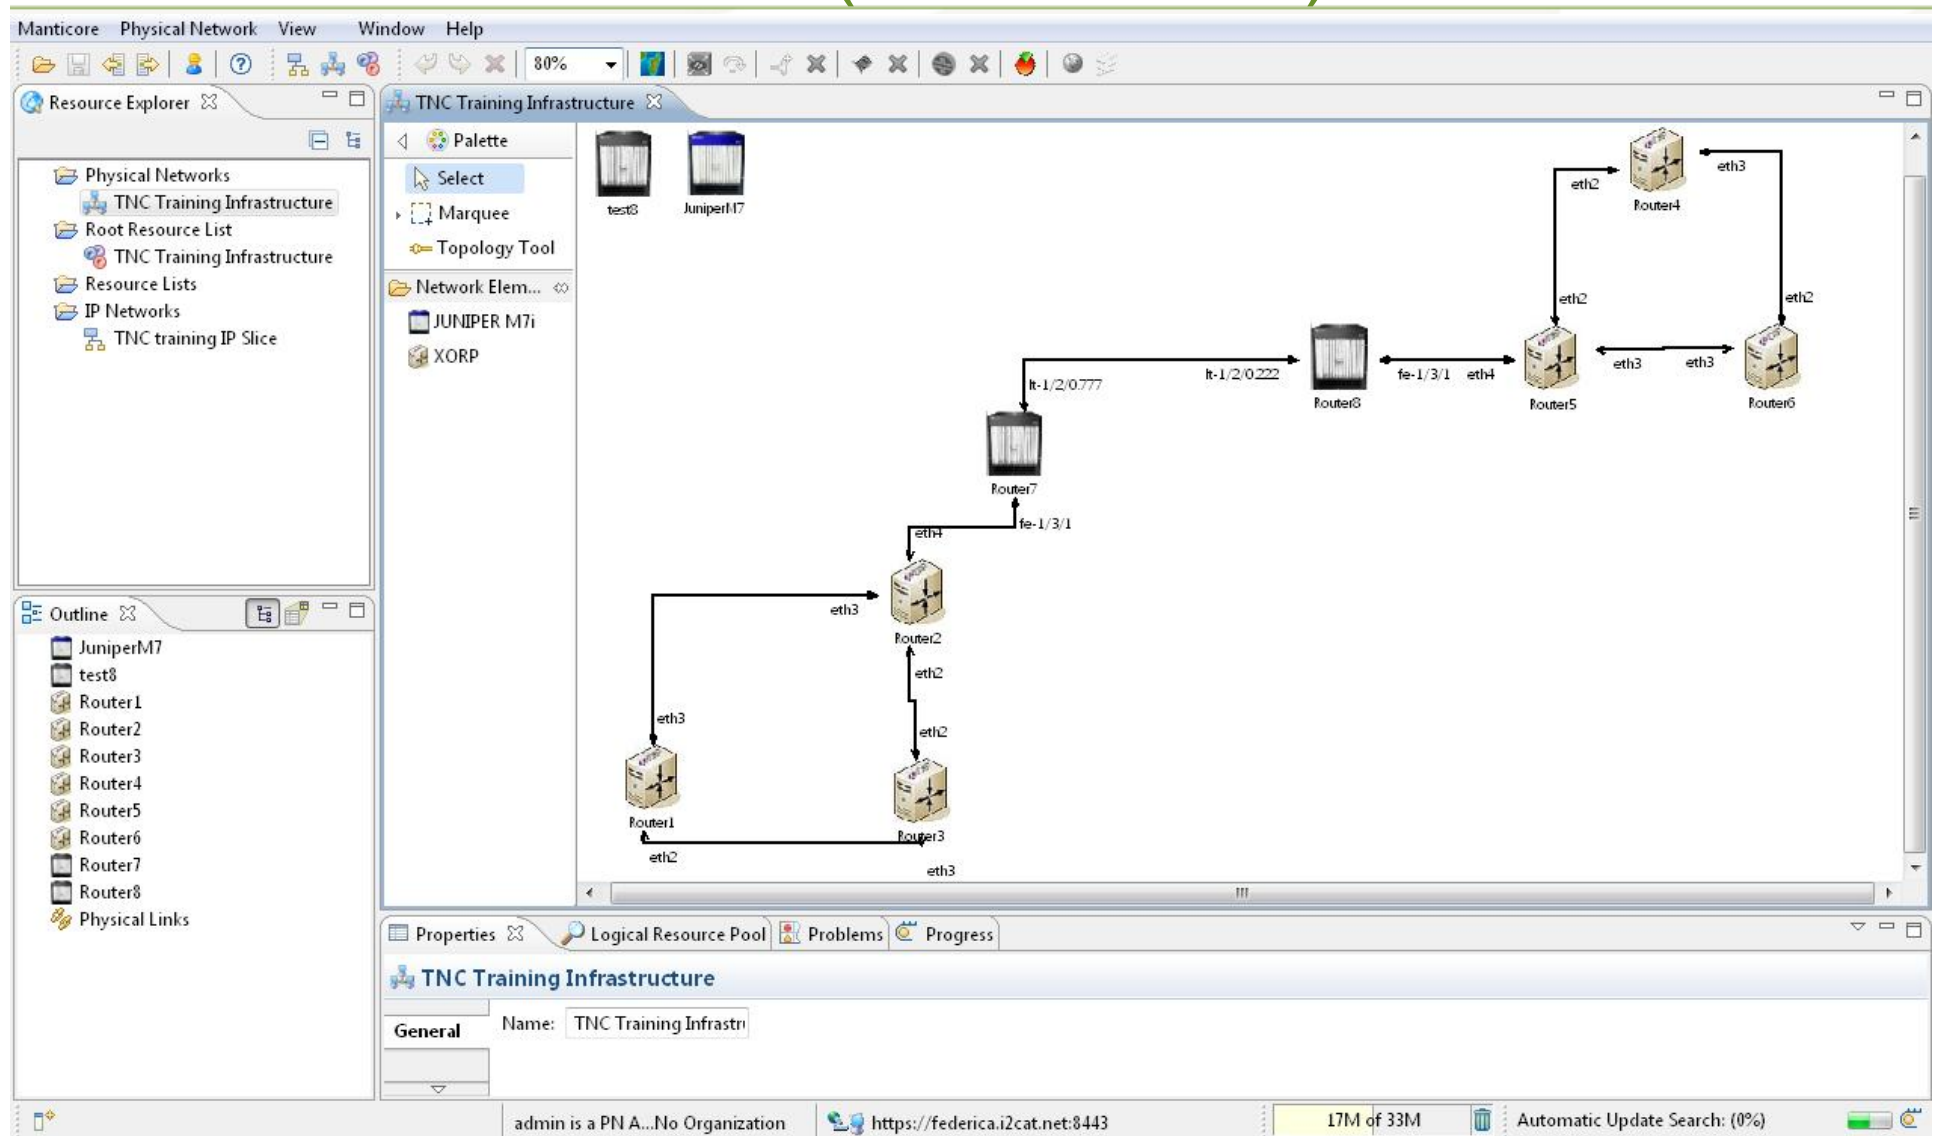 Manticore Physical Network View Window Help
80%
Resource Explorer
Physical Networks
TNC Training Infrastructure
Root Resource List
TNC Training Infrastructure
Resource Lists
IP Networks
TNC training IP Slice
Outline
JuniperM7
test8
Router1
Router2
Router3
Router4
Router5
Router6
Router7
Router8
Physical Links
TNC Training Infrastructure
Palette
Select
Marquee
Topology Tool
Network Elem...
JUNIPER M7i
XORP
test8
JuniperM7
eth3
eth2
Router4
eth2
eth2
lt-1/2/0.777
lt-1/2/0.222
fe-1/3/1
eth4
eth3
eth3
Router8
Router5
Router6
Router7
fe-1/3/1
eth4
eth3
Router2
eth2
eth3
eth2
Router1
Router3
eth2
eth3
Properties
Logical Resource Pool
Problems
Progress
TNC Training Infrastructure
General
Name: TNC Training Infrastru
admin is a PN A...No Organization
https://federica.i2cat.net:8443
17M of 33M
Automatic Update Search: (0%)